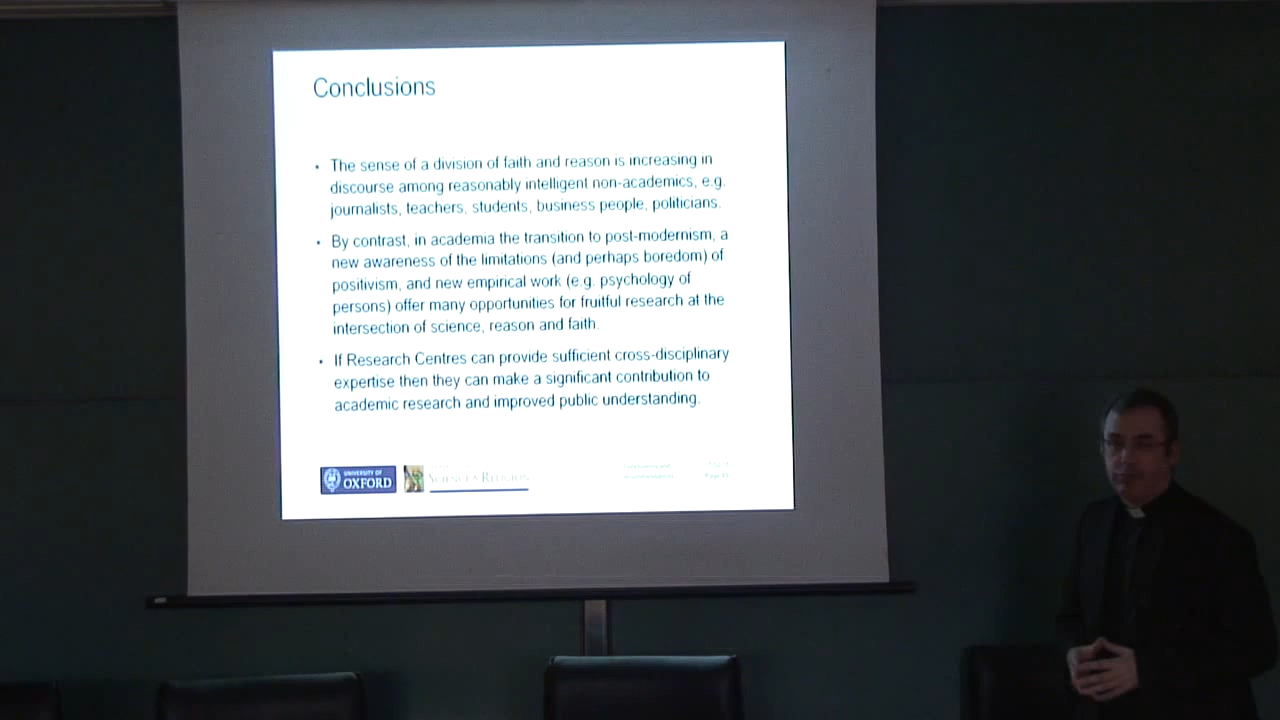 Conclusions
• The sense of a division of faith and reason is increasing in
discourse among reasonably intelligent non-academics, e.g.
journalists, teachers, students, business people, politicians.
• By contrast, in academia the transition to post-modernism, a
new awareness of the limitations (and perhaps boredom) of
positivism, and new empirical work (e.g. psychology of
persons) offer many opportunities for fruitful research at the
intersection of science, reason and faith.
• If Research Centres can provide sufficient cross-disciplinary
expertise then they can make a significant contribution to
academic research and improved public understanding.
UNIVERSITY OF
OXFORD
SCIENCE & RELIGION